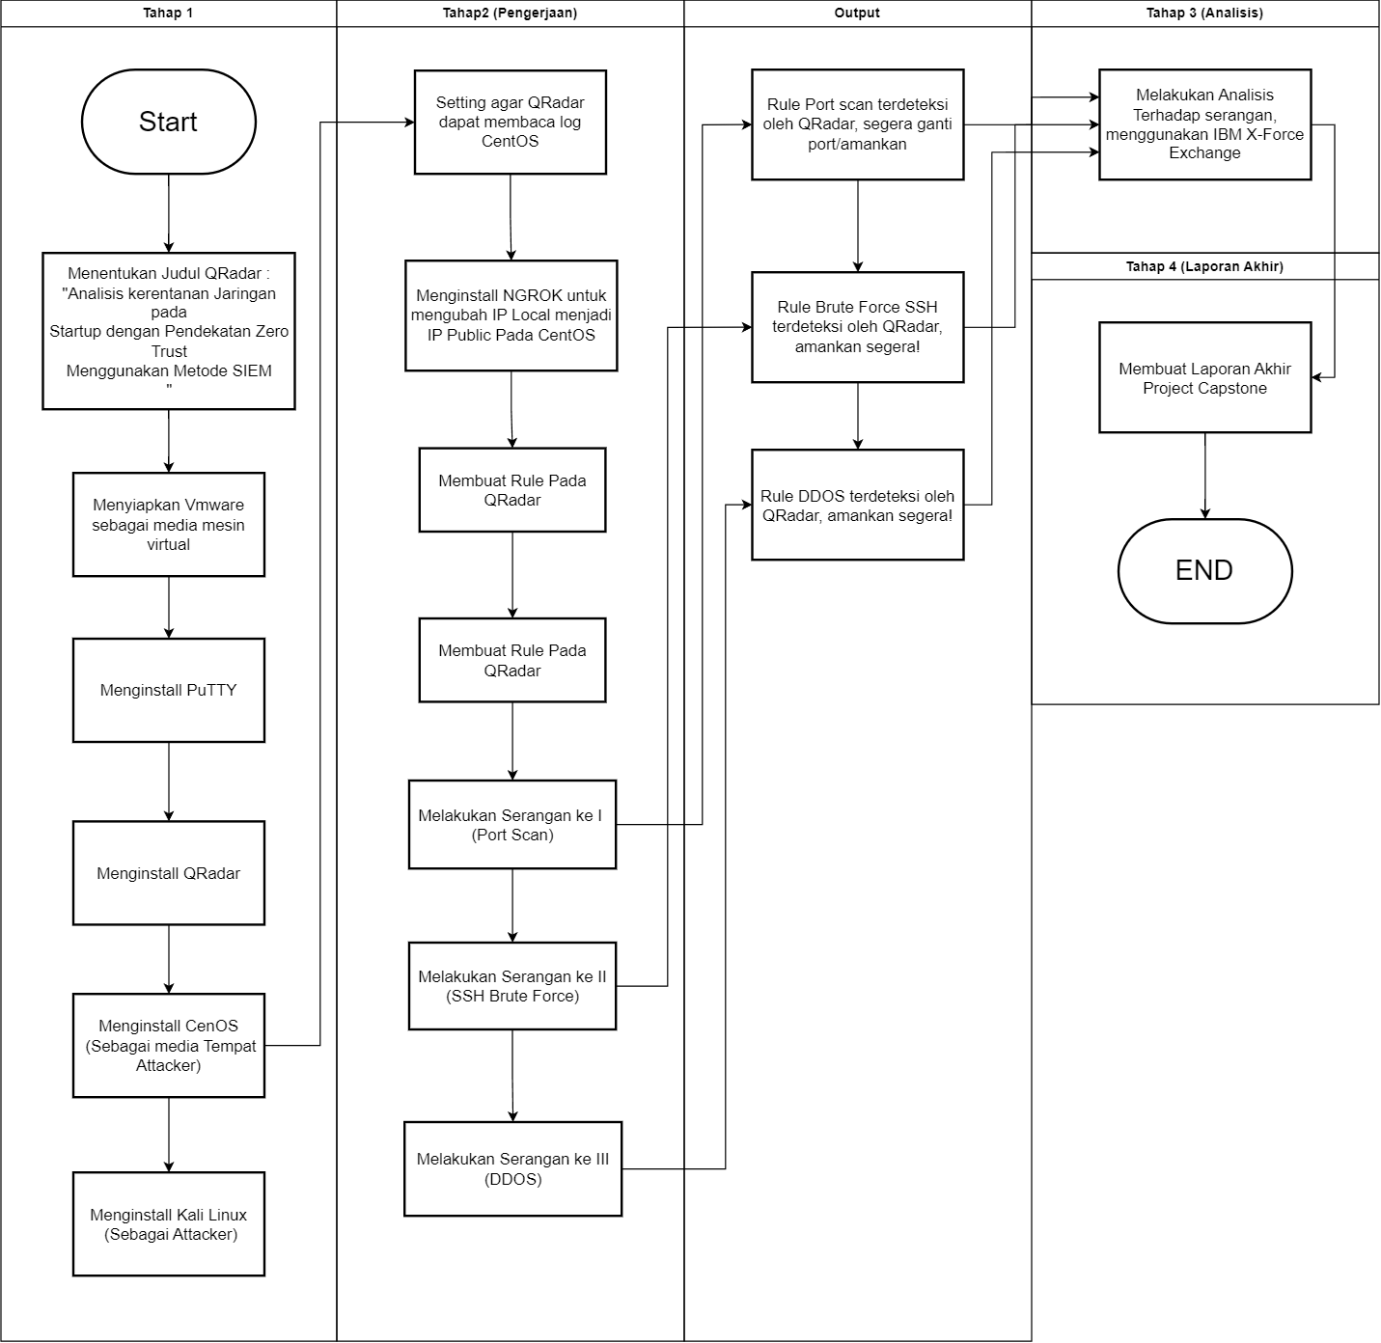 Tahap 1
Start
Menentukan Judul QRadar :
"Analisis kerentanan Jaringan
pada
Startup dengan Pendekatan Zero
Trust
Menggunakan Metode SIEM
"
Menyiapkan Vmware
sebagai media mesin
virtual
Menginstall PuTTY
Menginstall QRadar
Menginstall CenOS
(Sebagai media Tempat
Attacker)
Menginstall Kali Linux
(Sebagai Attacker)
Tahap2 (Pengerjaan)
Setting agar QRadar
dapat membaca log
CentOS
Menginstall NGROK untuk
mengubah IP Local menjadi
IP Public Pada CentOS
Membuat Rule Pada
QRadar
Membuat Rule Pada
QRadar
Melakukan Serangan ke I
(Port Scan)
Melakukan Serangan ke II
(SSH Brute Force)
Melakukan Serangan ke III
(DDOS)
Output
Rule Port scan terdeteksi
oleh QRadar, segera ganti
port/amankan
Rule Brute Force SSH
terdeteksi oleh QRadar,
amankan segera!
Rule DDOS terdeteksi oleh
QRadar, amankan segera!
Tahap 3 (Analisis)
Melakukan Analisis
Terhadap serangan,
menggunakan IBM X-Force
Exchange
Tahap 4 (Laporan Akhir)
Membuat Laporan Akhir
Project Capstone
END